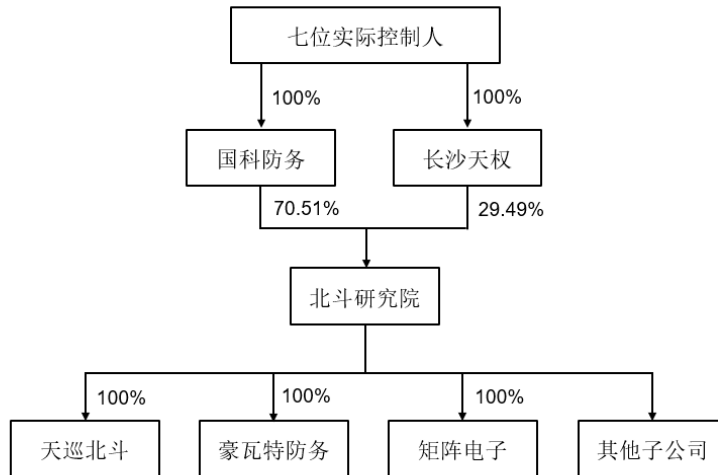 七位实际控制人
100%
100%
国科防务
长沙天权
70.51%
29.49%
北斗研究院
100%
100%
100%
天巡北斗
豪瓦特防务
矩阵电子
其他子公司